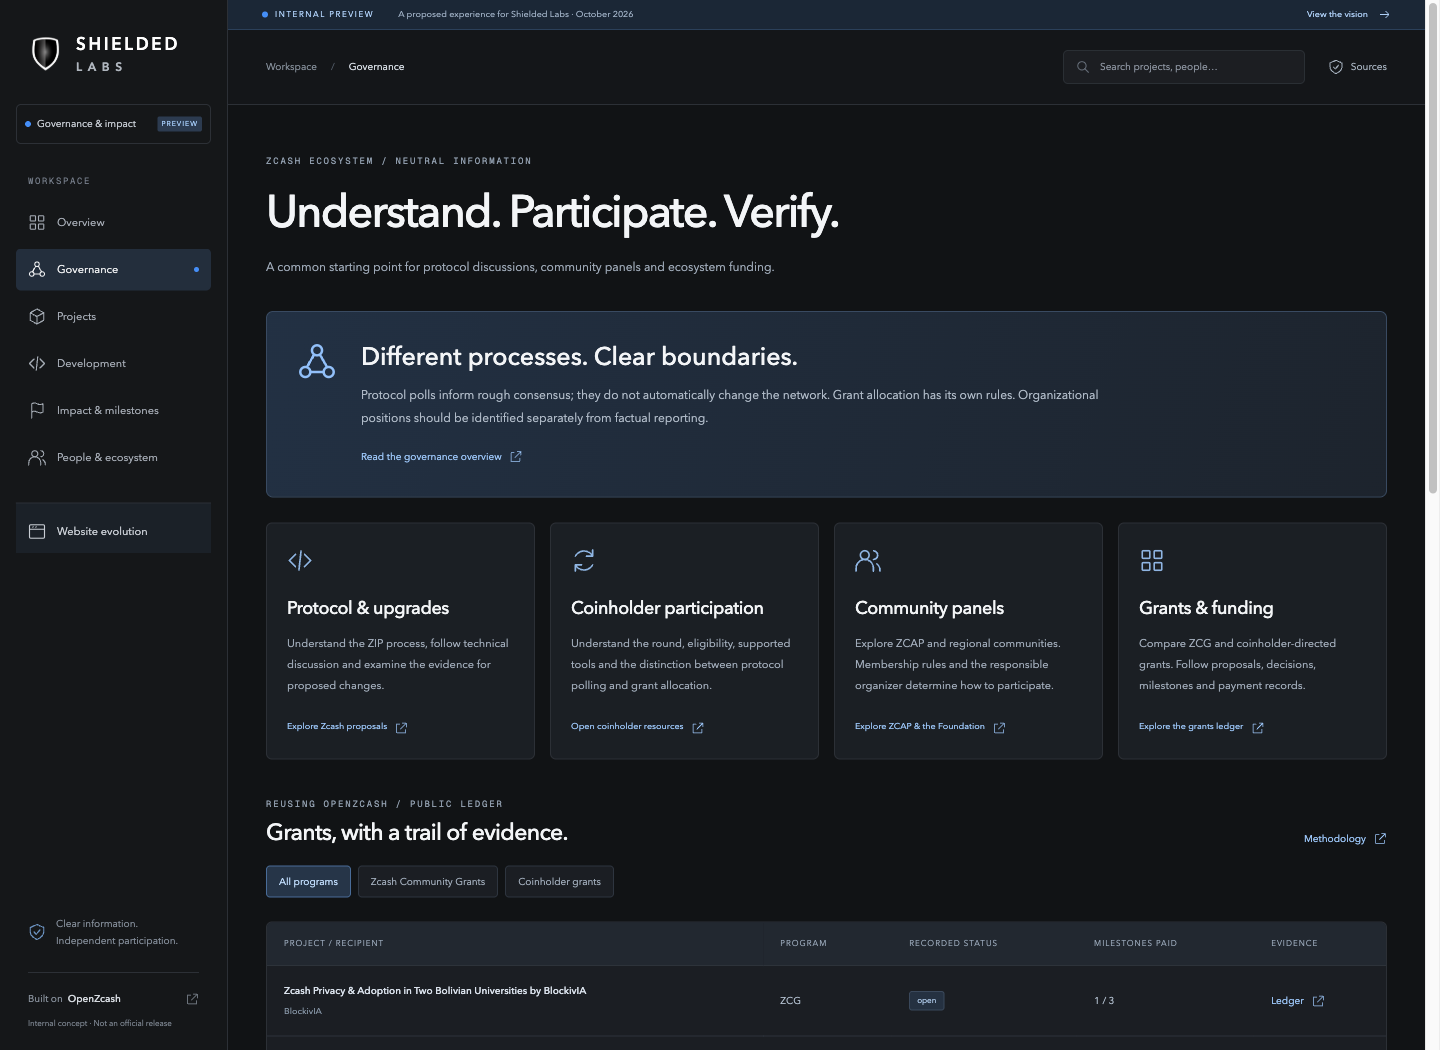 SHIELDED
LABS
Governance & impact
PREVIEW
WORKSPACE
Overview
Governance
Projects
Development
Impact & milestones
People & ecosystem
Website evolution
Clear information.
Independent participation.
Built on OpenZcash
Internal concept · Not an official release
INTERNAL PREVIEW
A proposed experience for Shielded Labs · October 2026
View the vision
Workspace / Governance
Search projects, people…
Sources
ZCASH ECOSYSTEM / NEUTRAL INFORMATION
Understand. Participate. Verify.
A common starting point for protocol discussions, community panels and ecosystem funding.
Different processes. Clear boundaries.
Protocol polls inform rough consensus; they do not automatically change the network. Grant allocation has its own rules. Organizational
positions should be identified separately from factual reporting.
Read the governance overview
Protocol & upgrades
Understand the ZIP process, follow technical
discussion and examine the evidence for
proposed changes.
Explore Zcash proposals
Coinholder participation
Understand the round, eligibility, supported
tools and the distinction between protocol
polling and grant allocation.
Open coinholder resources
Community panels
Explore ZCAP and regional communities.
Membership rules and the responsible
organizer determine how to participate.
Explore ZCAP & the Foundation
Grants & funding
Compare ZCG and coinholder-directed
grants. Follow proposals, decisions,
milestones and payment records.
Explore the grants ledger
REUSING OPENZCASH / PUBLIC LEDGER
Grants, with a trail of evidence.
Methodology
All programs
Zcash Community Grants
Coinholder grants
PROJECT / RECIPIENT
PROGRAM
RECORDED STATUS
MILESTONES PAID
EVIDENCE
Zcash Privacy & Adoption in Two Bolivian Universities by BlockivIA
BlockivIA
ZCG
open
1 / 3
Ledger